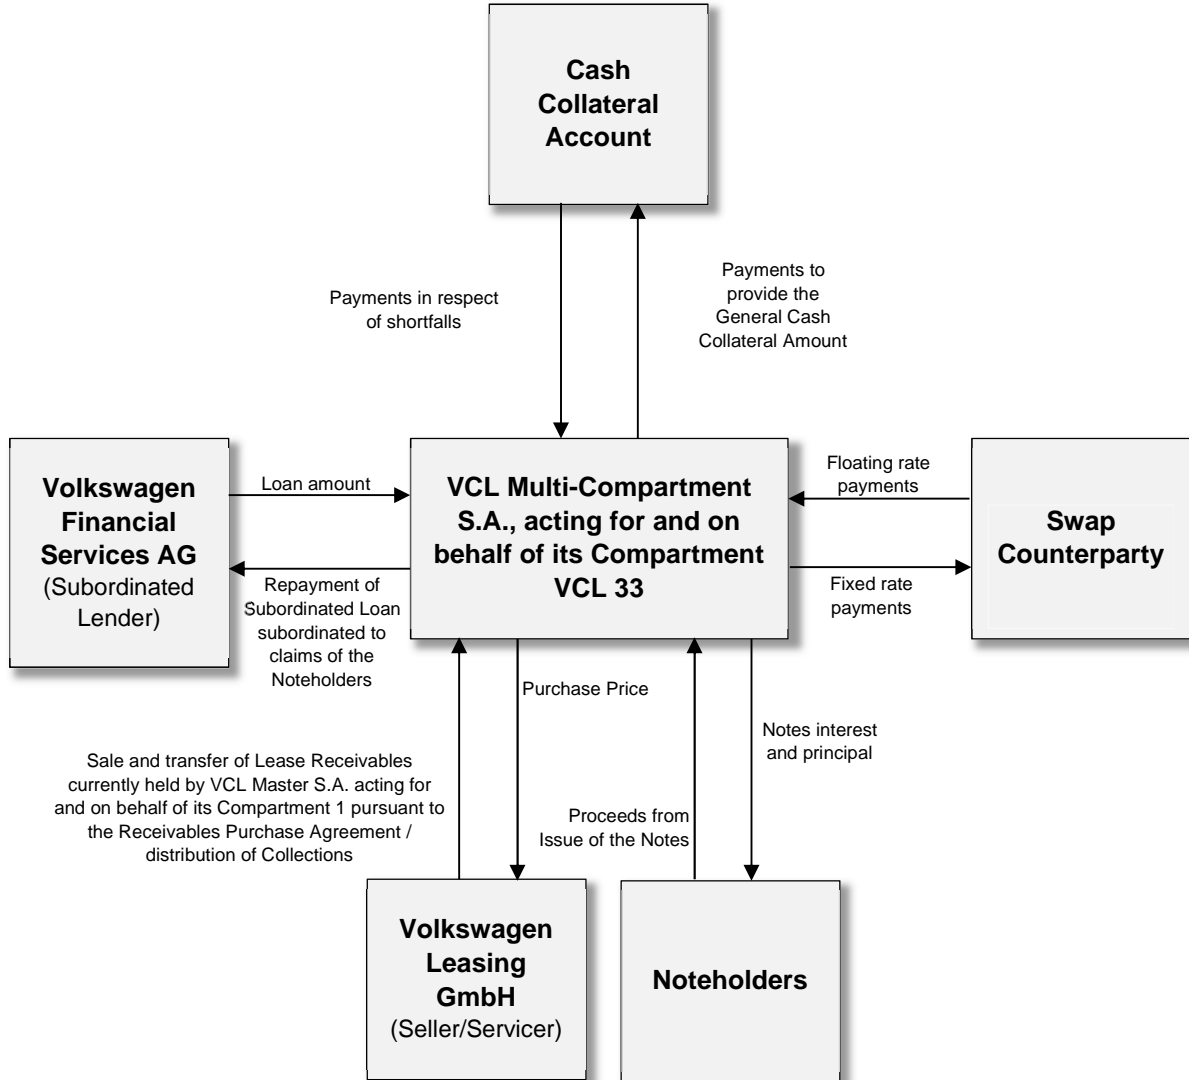 Cash
Collateral
Account
Payments in respect
of shortfalls
Payments to
provide the
General Cash
Collateral Amount
Volkswagen
Financial
Services AG
(Subordinated
Lender)
Loan amount
Repayment of
Subordinated Loan
subordinated to
claims of the
Noteholders
VCL Multi-Compartment
S.A., acting for and on
behalf of its Compartment
VCL 33
Floating rate
payments
Fixed rate
payments
Swap
Counterparty
Purchase Price
Notes interest
and principal
Sale and transfer of Lease Receivables
currently held by VCL Master S.A. acting for
and on behalf of its Compartment 1 pursuant to
the Receivables Purchase Agreement /
distribution of Collections
Proceeds from
Issue of the Notes
Volkswagen
Leasing
GmbH
(Seller/Servicer)
Noteholders